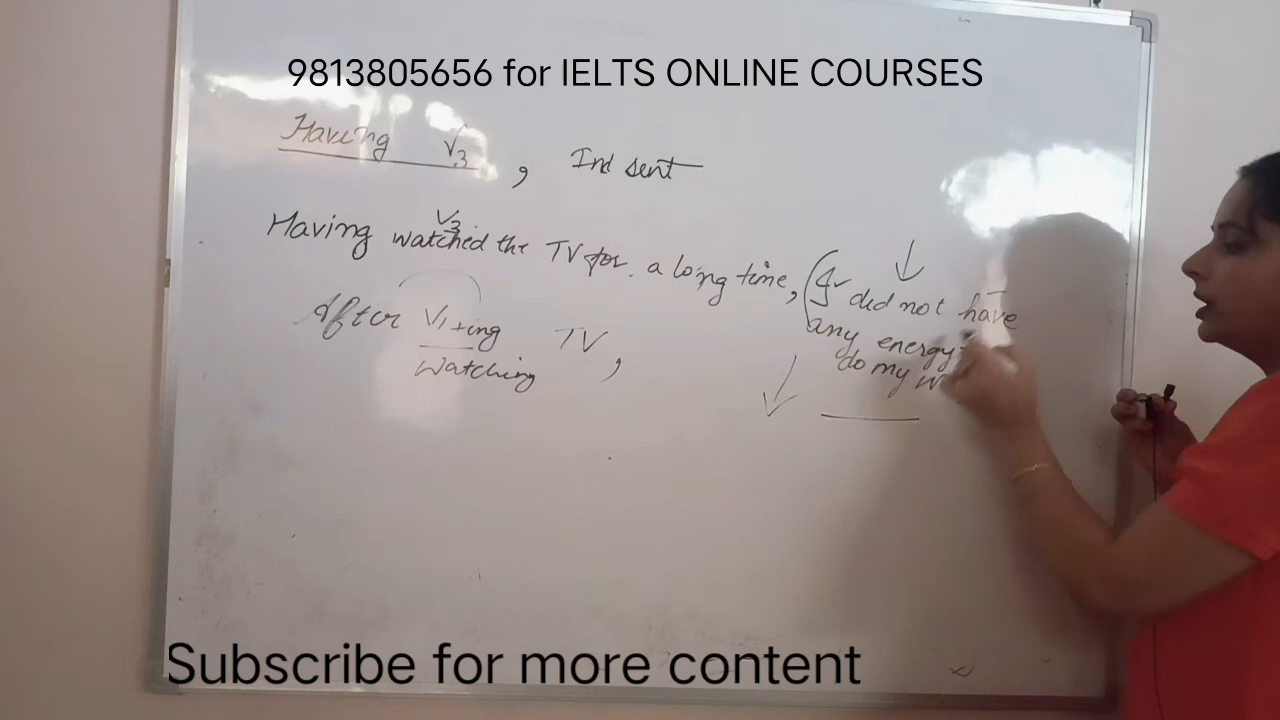 9813805656 for IELTS ONLINE COURSES
Having V3 , Ind sent
V3
Having watched the TV for a long time, (I did not have
any energy
do my
After V1+ing TV,
watching
Subscribe for more content